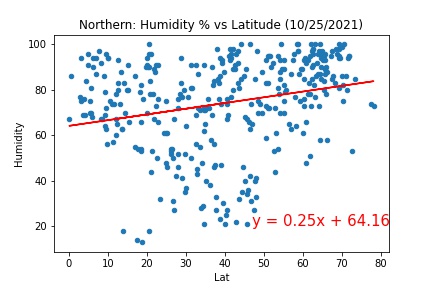 Northern: Humidity % vs Latitude (10/25/2021)
100
80
60
40
20
Humidity
y = 0.25x + 64.16
0 10 20 30 40 50 60 70 80
Lat